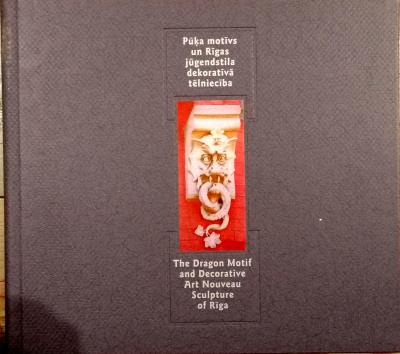 Pūķa motīvs
un Rīgas
jūgendstila
dekoratīvā
tēlniecība
The Dragon Motif
and Decorative
Art Nouveau
Sculpture
of Riga